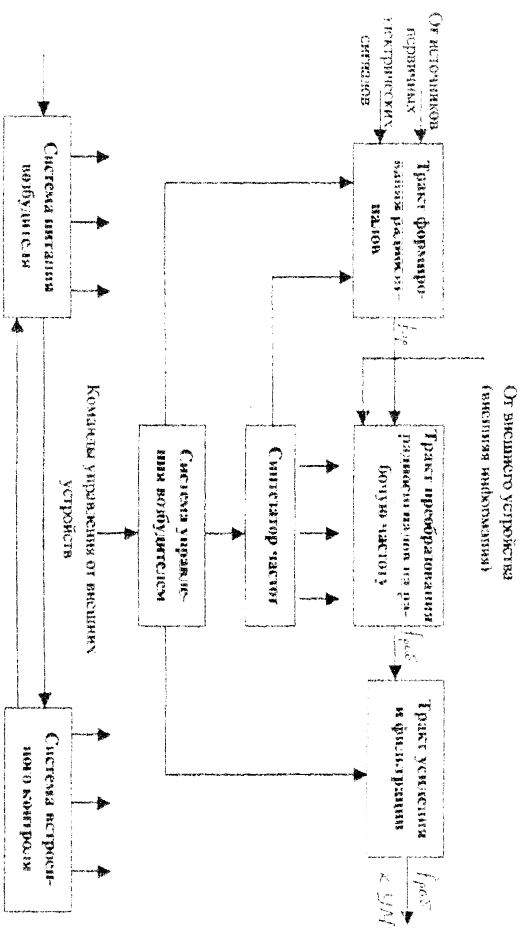 От источников
первичных
электрических
сигналов
Тракт формиро-
вания радиосиг-
налов
От внешнего устройства
(внешняя информация)
Тракт преобразования
радиосигналов на ра-
бочую частоту
fраб
Тракт усиления
и фильтрации
fраб
к УМ
Синтезатор частот
Система управле-
ния возбудителем
Команды управления от внешних
устройств
Система питания
возбудителя
Система встроен-
ного контроля